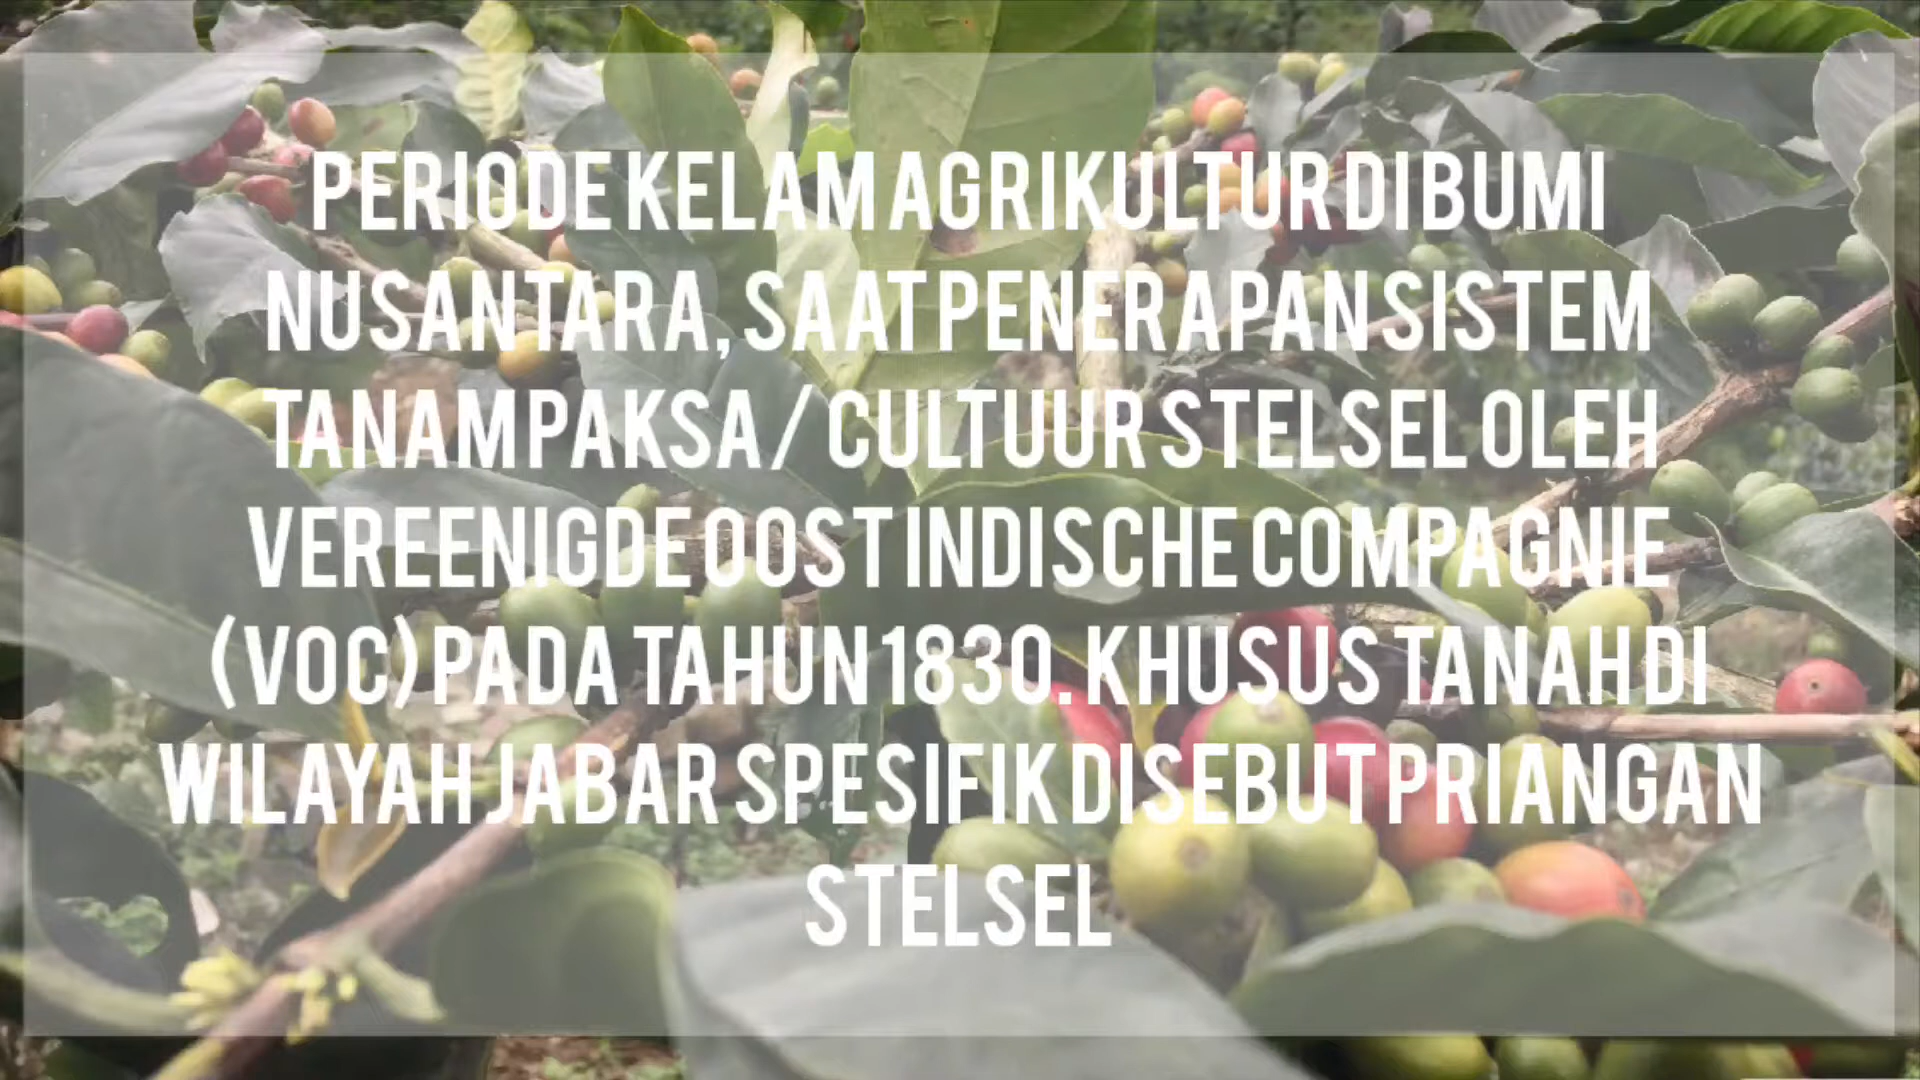 PERIODE KELAM AGRIKULTUR DI BUMI
NUSANTARA, SAAT PENERAPAN SISTEM
TANAM PAKSA / CULTUUR STELSEL OLEH
VEREENIGDE OOST INDISCHE COMPAGNIE
(VOC) PADA TAHUN 1830. KHUSUS TANAH DI
WILAYAH JABAR SPESIFIK DISEBUT PRIANGAN
STELSEL